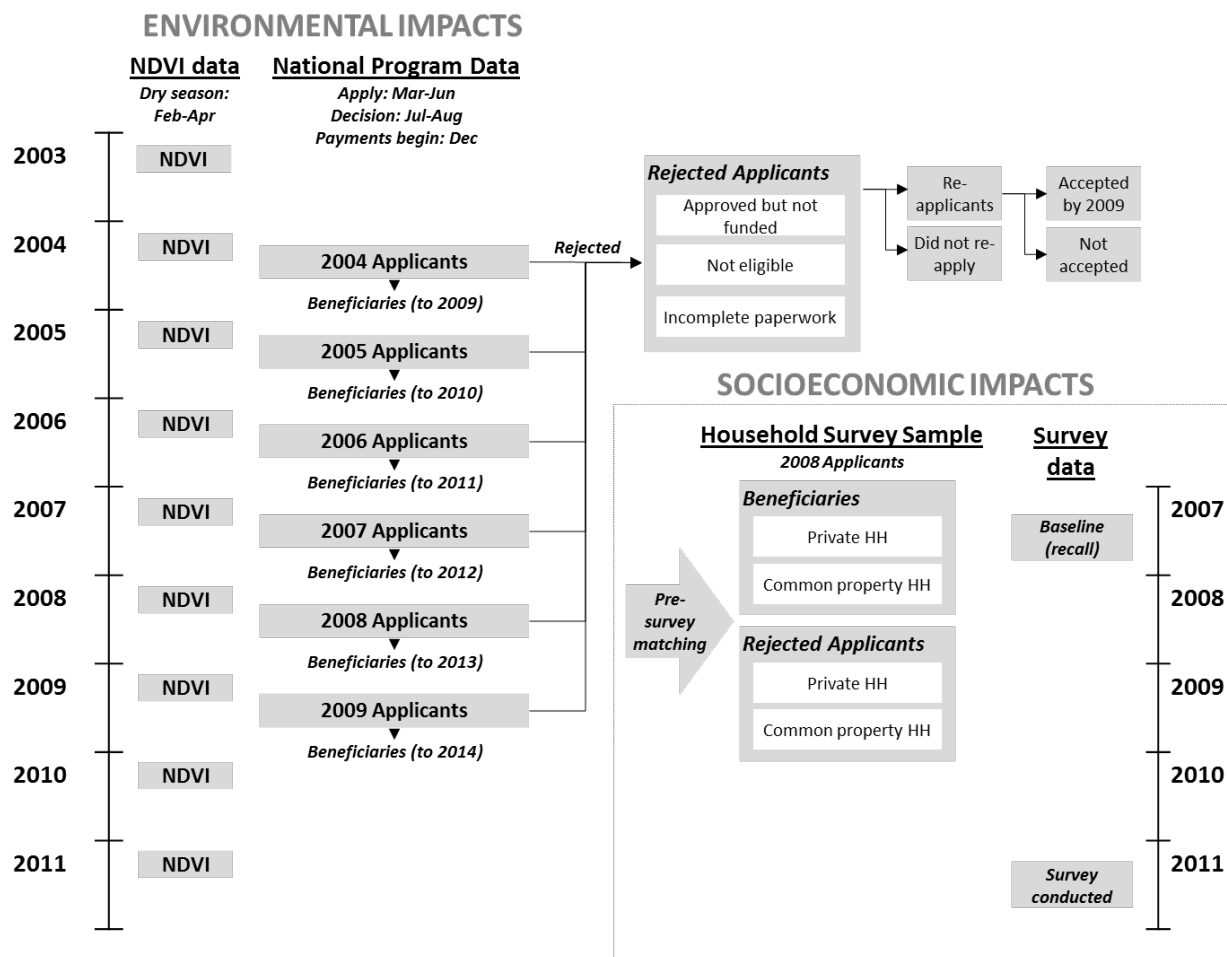 ENVIRONMENTAL IMPACTS
NDVI data
Dry season:
Feb-Apr
National Program Data
Apply: Mar-Jun
Decision: Jul-Aug
Payments begin: Dec
2003
NDVI
2004
NDVI
2004 Applicants
Beneficiaries (to 2009)
2005
NDVI
2005 Applicants
Beneficiaries (to 2010)
2006
NDVI
2006 Applicants
Beneficiaries (to 2011)
2007
NDVI
2007 Applicants
Beneficiaries (to 2012)
2008
NDVI
2008 Applicants
Beneficiaries (to 2013)
2009
NDVI
2009 Applicants
Beneficiaries (to 2014)
2010
NDVI
2011
NDVI
Rejected
Rejected Applicants
Approved but not
funded
Not eligible
Incomplete paperwork
Re-
applicants
Did not re-
apply
Accepted
by 2009
Not
accepted
SOCIOECONOMIC IMPACTS
Household Survey Sample
2008 Applicants
Pre-
survey
matching
Beneficiaries
Private HH
Common property HH
Rejected Applicants
Private HH
Common property HH
Survey
data
Baseline
(recall)
Survey
conducted
2007
2008
2009
2010
2011